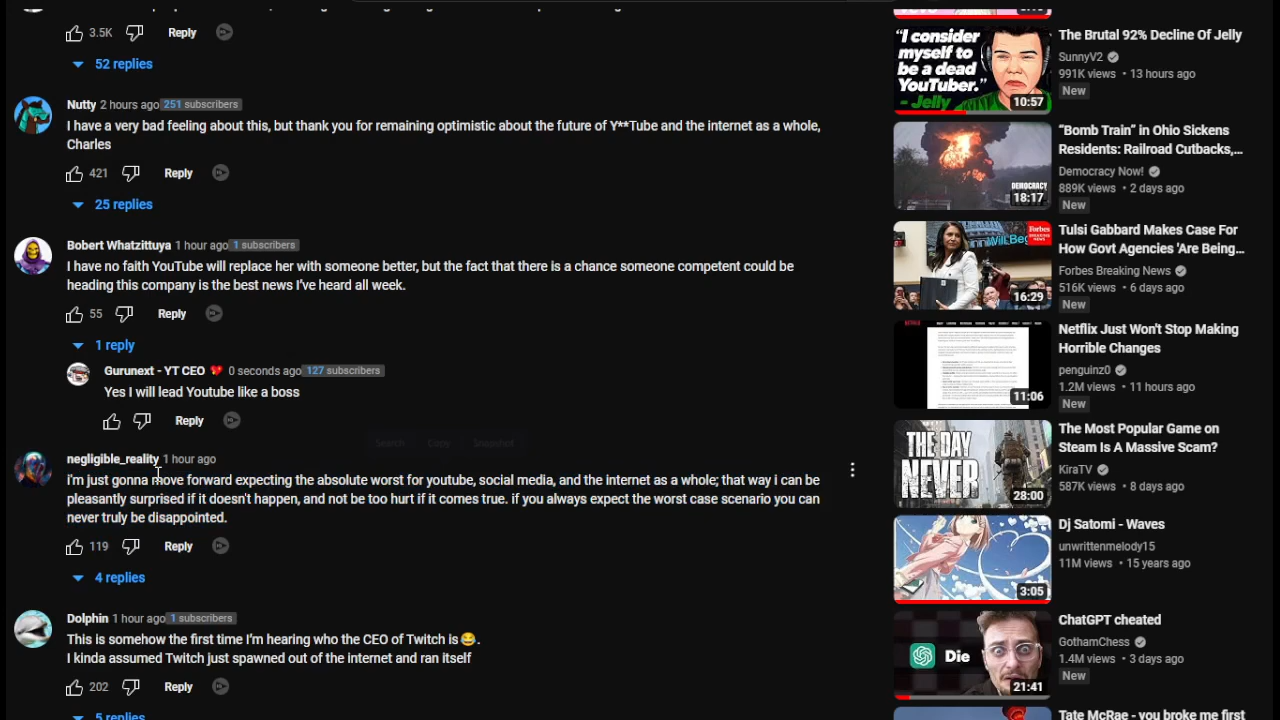 3.5K Reply
52 replies
Nutty 2 hours ago 251 subscribers
I have a very bad feeling about this, but thank you for remaining optimistic about the future of Y**Tube and the internet as a whole,
Charles
421 Reply
25 replies
Bobert Whatzittuya 1 hour ago 1 subscribers
I have no faith YouTube will replace her with someone better, but the fact that there is a chance someone competent could be
heading this company is the best news I've heard all week.
55 Reply
1 reply
Gurunext - YT CEO 0 127 subscribers
Reply
Search Copy Snapshot
negligible_reality 1 hour ago
i'm just gonna move forward expecting the absolute worst for youtube, social media, and the internet as a whole; that way i can be
pleasantly surprised if it doesn't happen, and not be too hurt if it comes true. if you always expect the worst case scenario you can
never truly be disappointed.
119 Reply
4 replies
Dolphin 1 hour ago 1 subscribers
This is somehow the first time I'm hearing who the CEO of Twitch is😂.
I kinda assumed Twitch just spawned out of the internet and ran itself
202 Reply
5 replies
"I consider
myself to
be a dead
YouTuber."
- Jelly
10:57
The Brutal 92% Decline Of Jelly
SunnyV2
991K views • 13 hours ago
New
DEMOCRACY
18:17
“Bomb Train” in Ohio Sickens
Residents: Railroad Cutbacks,...
Democracy Now!
889K views • 2 days ago
New
Will Be
Forbes
BREAKING
NEWS
16:29
Tulsi Gabbard Makes Case For
How Govt Agencies 'Are Being...
Forbes Breaking News
516K views • 6 days ago
New
NETFLIX
11:06
Netflix Just Won't Stop Making
Horrible Changes
penguinz0
1.2M views • 11 hours ago
New
THE DAY
NEVER
28:00
The Most Popular Game on
Steam Is A Massive Scam?
KiraTV
587K views • 8 days ago
3:05
Dj Satomi - Waves
unwrittenmelody15
11M views • 15 years ago
Die
21:41
ChatGPT cheated
GothamChess
1.4M views • 3 days ago
New
Tate McRae - you broke me first